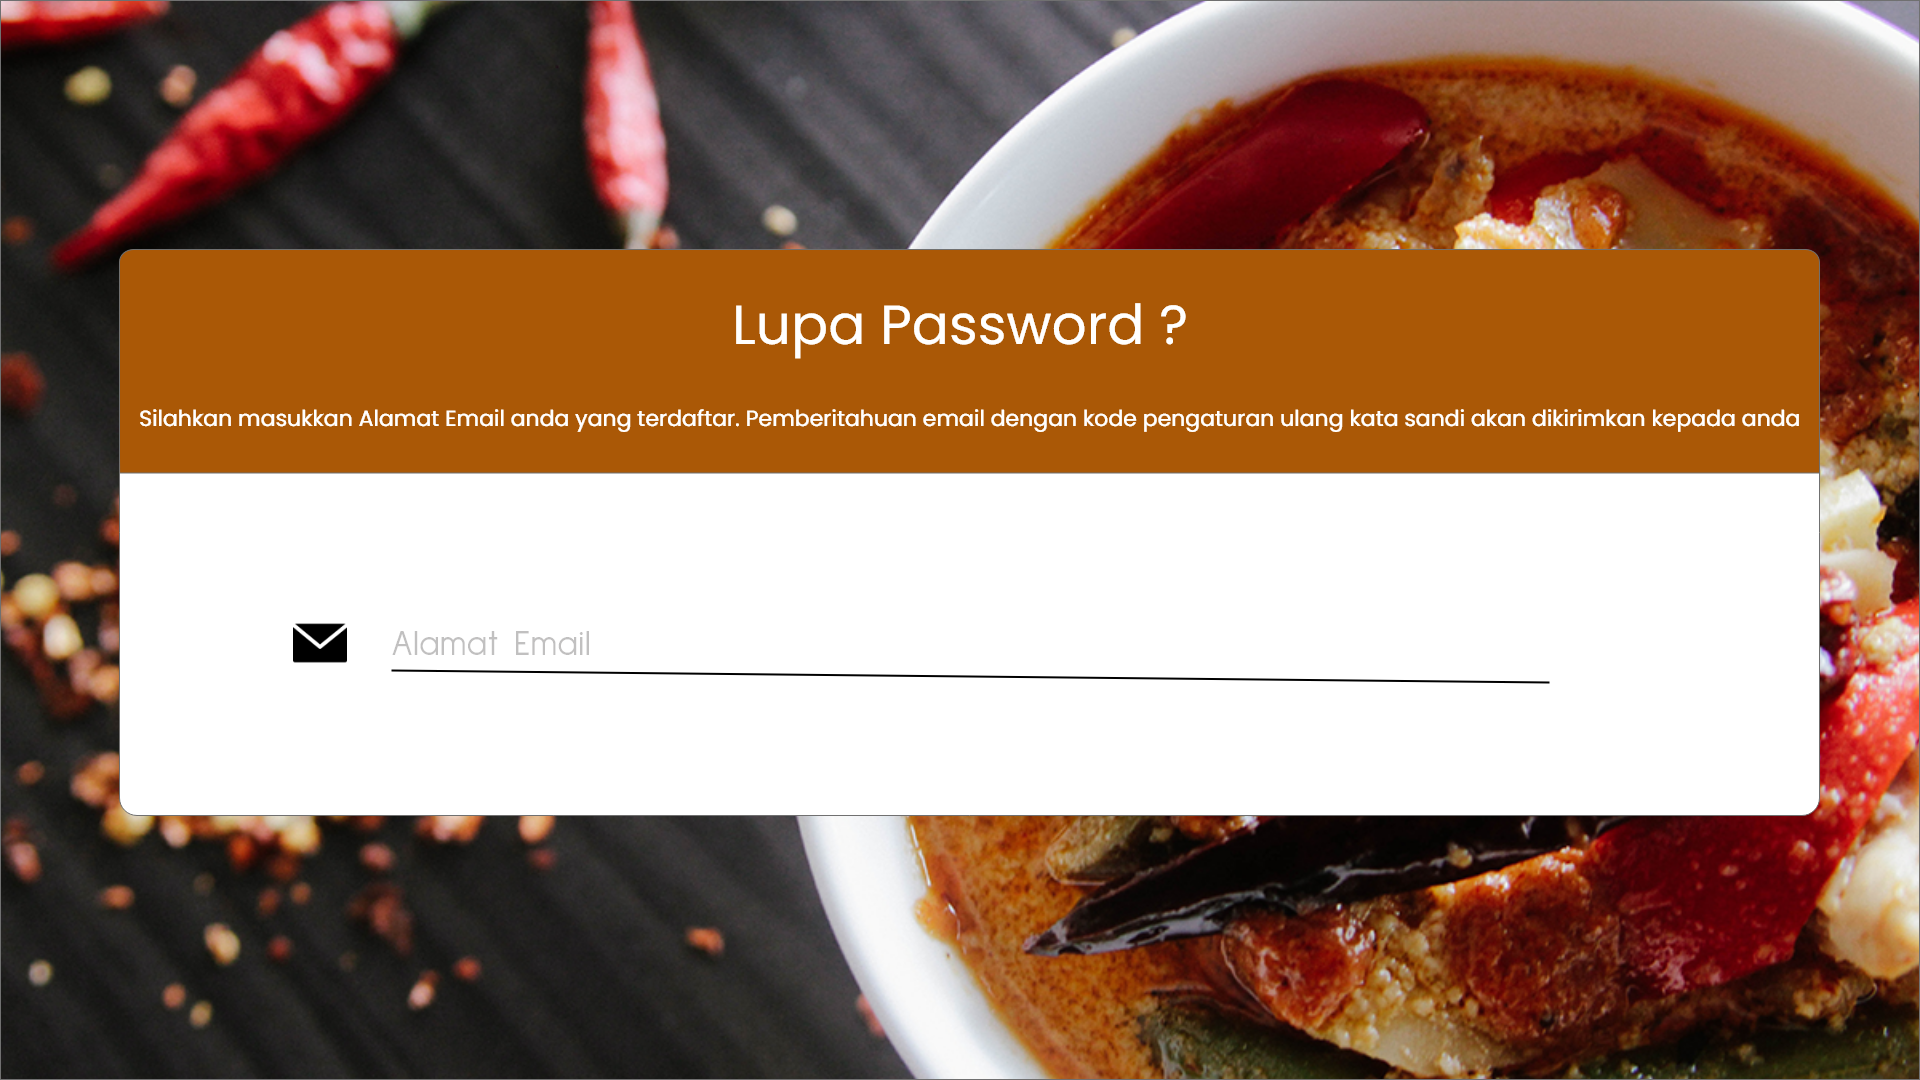 Lupa Password ?
Silahkan masukkan Alamat Email anda yang terdaftar. Pemberitahuan email dengan kode pengaturan ulang kata sandi akan dikirimkan kepada anda
Alamat Email